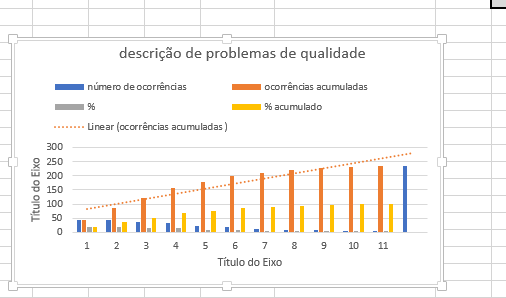 descrição de problemas de qualidade
número de ocorrências ocorrências acumuladas
% % acumulado
Linear (ocorrências acumuladas )
300
250
200
150
100
50
0
Título do Eixo
1 2 3 4 5 6 7 8 9 10 11
Título do Eixo